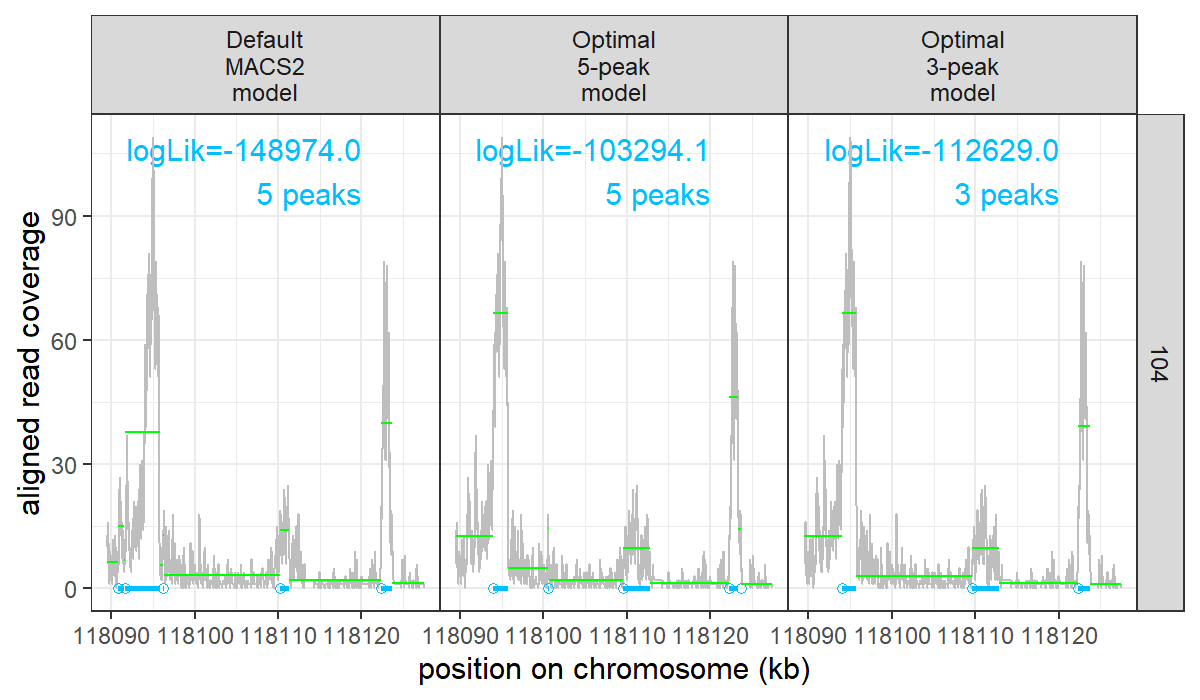 Default
MACS2
model
Optimal
5-peak
model
Optimal
3-peak
model
logLik=-148974.0
5 peaks
logLik=-103294.1
5 peaks
logLik=-112629.0
3 peaks
104
aligned read coverage
90
60
30
0
118090 118100 118110 118120
118090 118100 118110 118120
118090 118100 118110 118120
position on chromosome (kb)